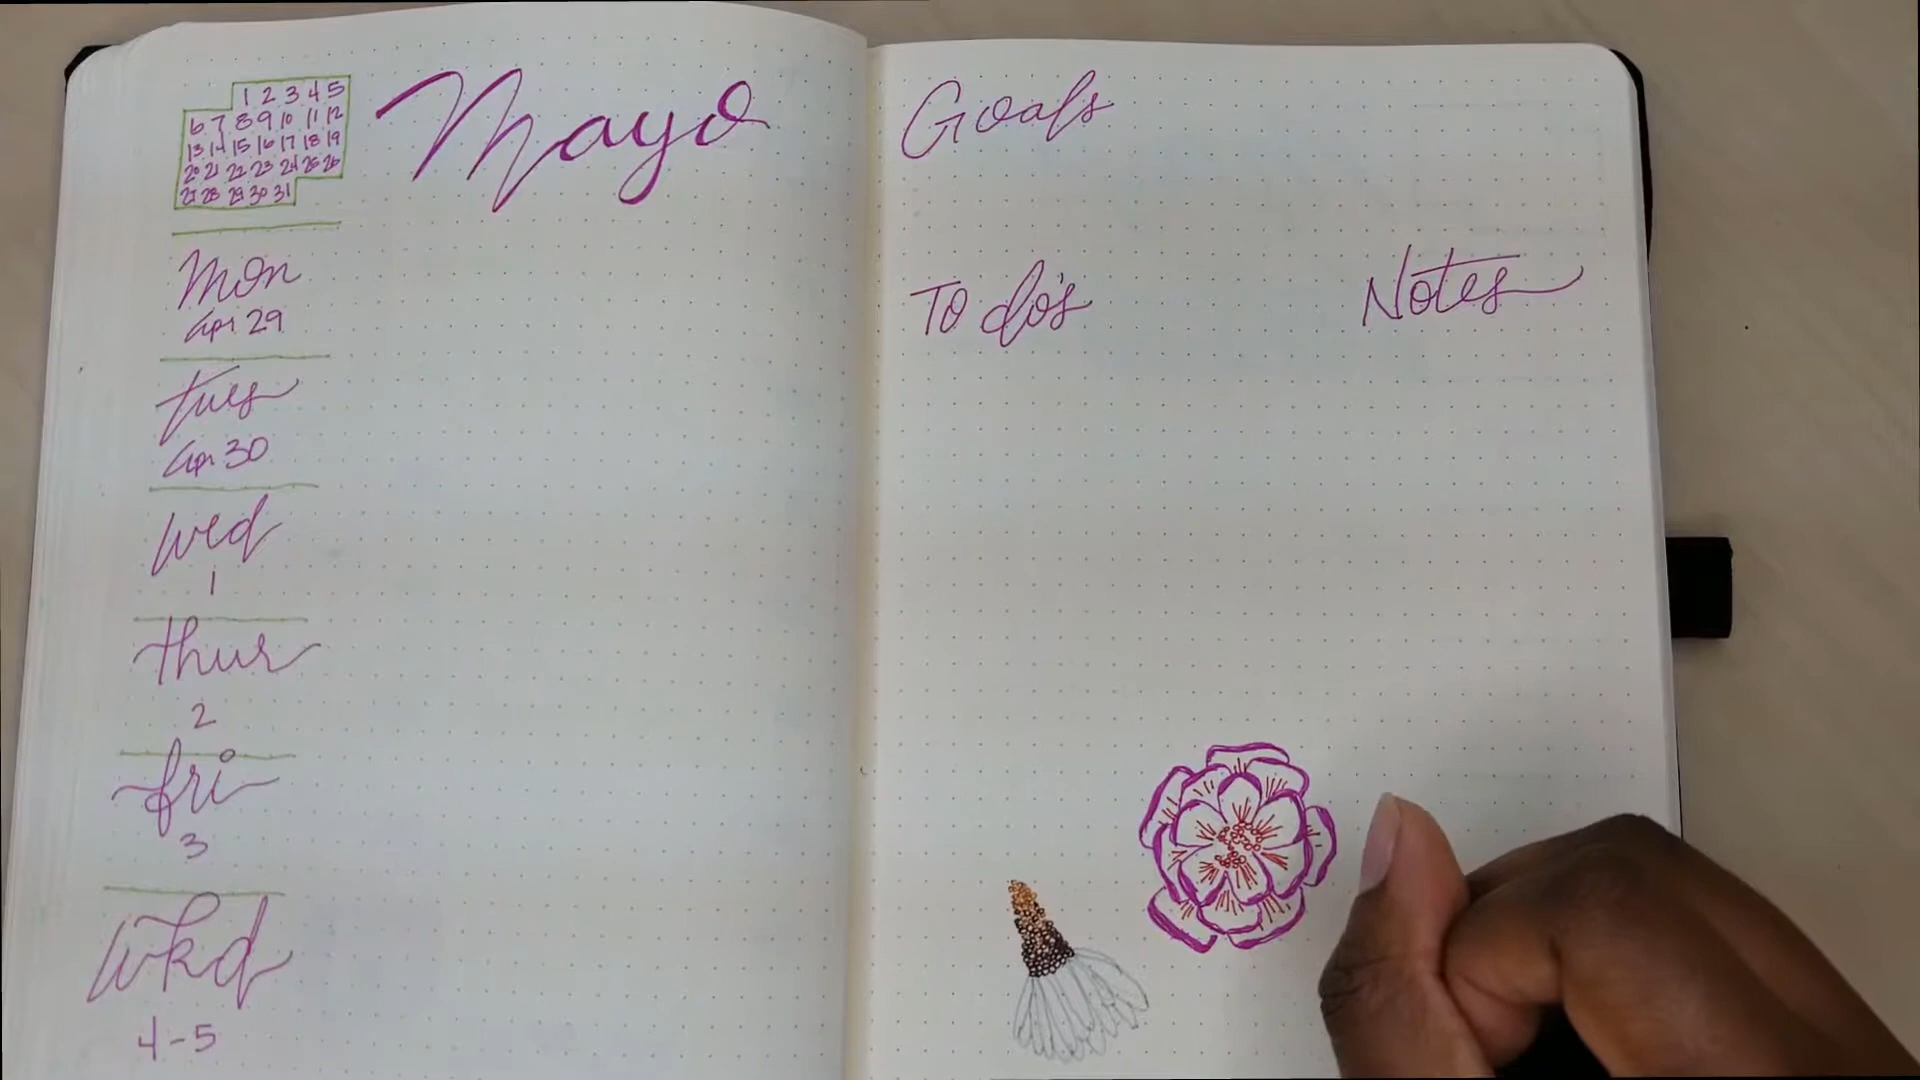 1 2 3 4 5
6 7 8 9 10 11 12
13 14 15 16 17 18 19
20 21 22 23 24 25 26
27 28 29 30 31
Mayo
Mon
Apr 29
tues
Apr 30
wed
1
thur
2
fri
3
wkd
4-5
Goals
To do's
Notes